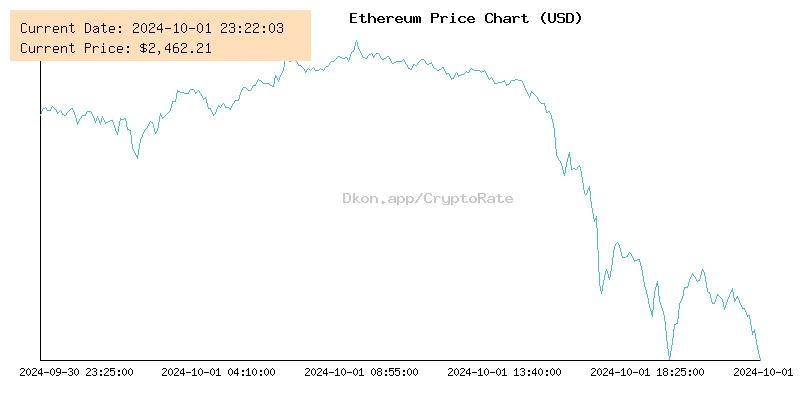 Ethereum Price Chart (USD)
Current Date: 2024-10-01 23:22:03
Current Price: $2,462.21
Dkon.app/CryptoRate
2024-09-30 23:25:00
2024-10-01 04:10:00
2024-10-01 08:55:00
2024-10-01 13:40:00
2024-10-01 18:25:00
2024-10-01